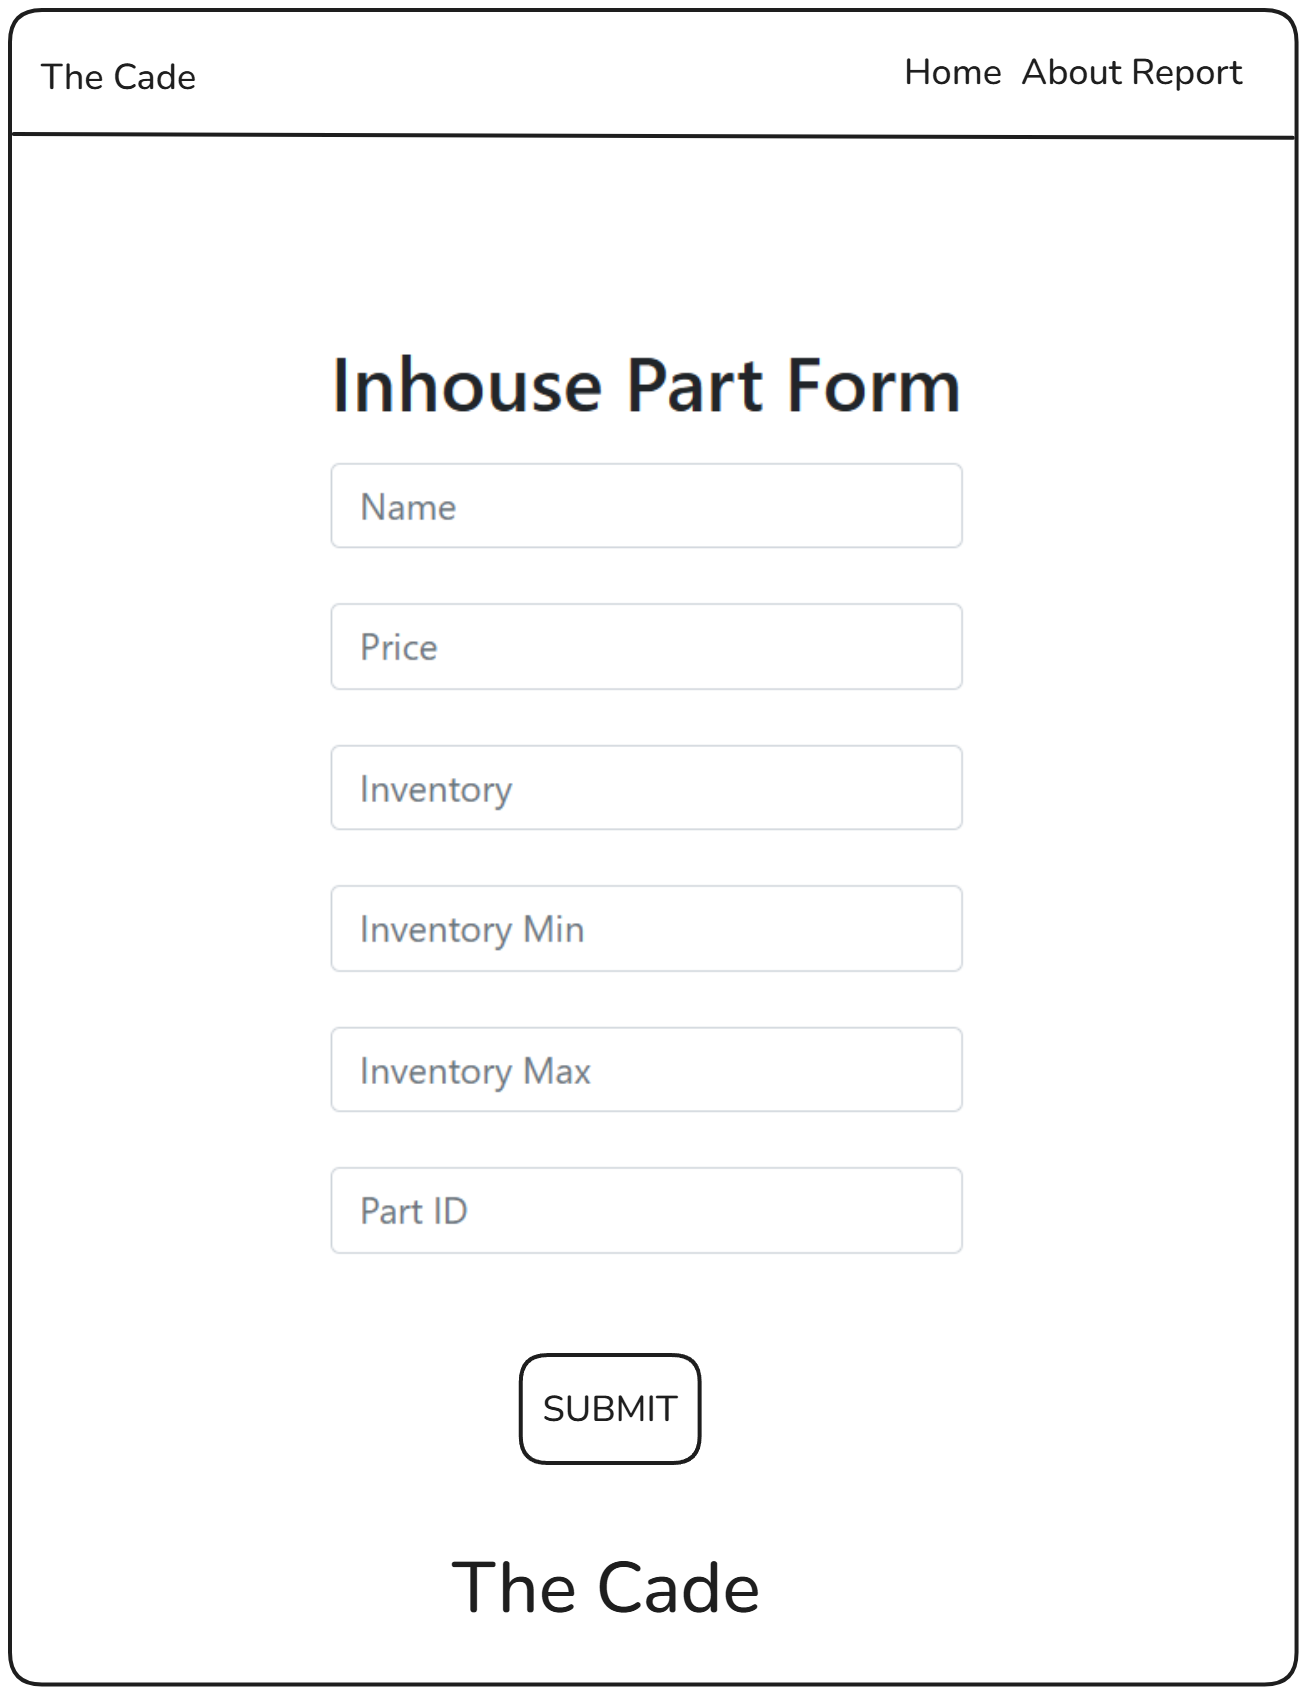 The Cade
Home About Report
Inhouse Part Form
Name
Price
Inventory
Inventory Min
Inventory Max
Part ID
SUBMIT
The Cade